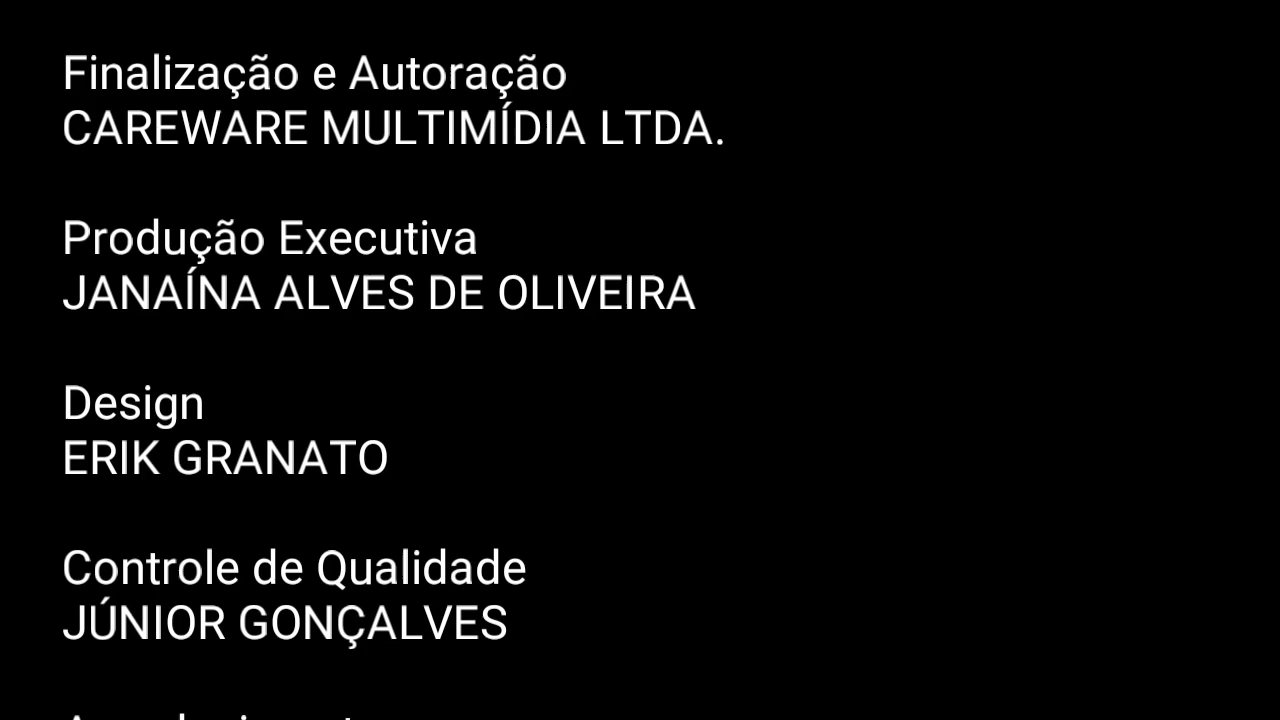 Finalização e Autoração
CAREWARE MULTIMÍDIA LTDA.
Produção Executiva
JANAÍNA ALVES DE OLIVEIRA
Design
ERIK GRANATO
Controle de Qualidade
JÚNIOR GONÇALVES